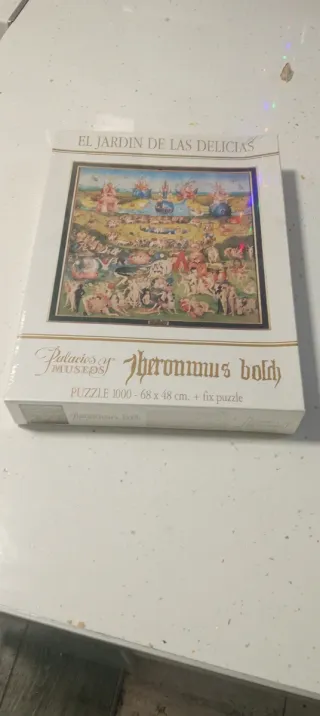 EL JARDIN DE LAS DELICIAS
Palacios y
MUSEOS
Jheronimus bosch
PUZZLE 1000 - 68 x 48 cm. + fix puzzle